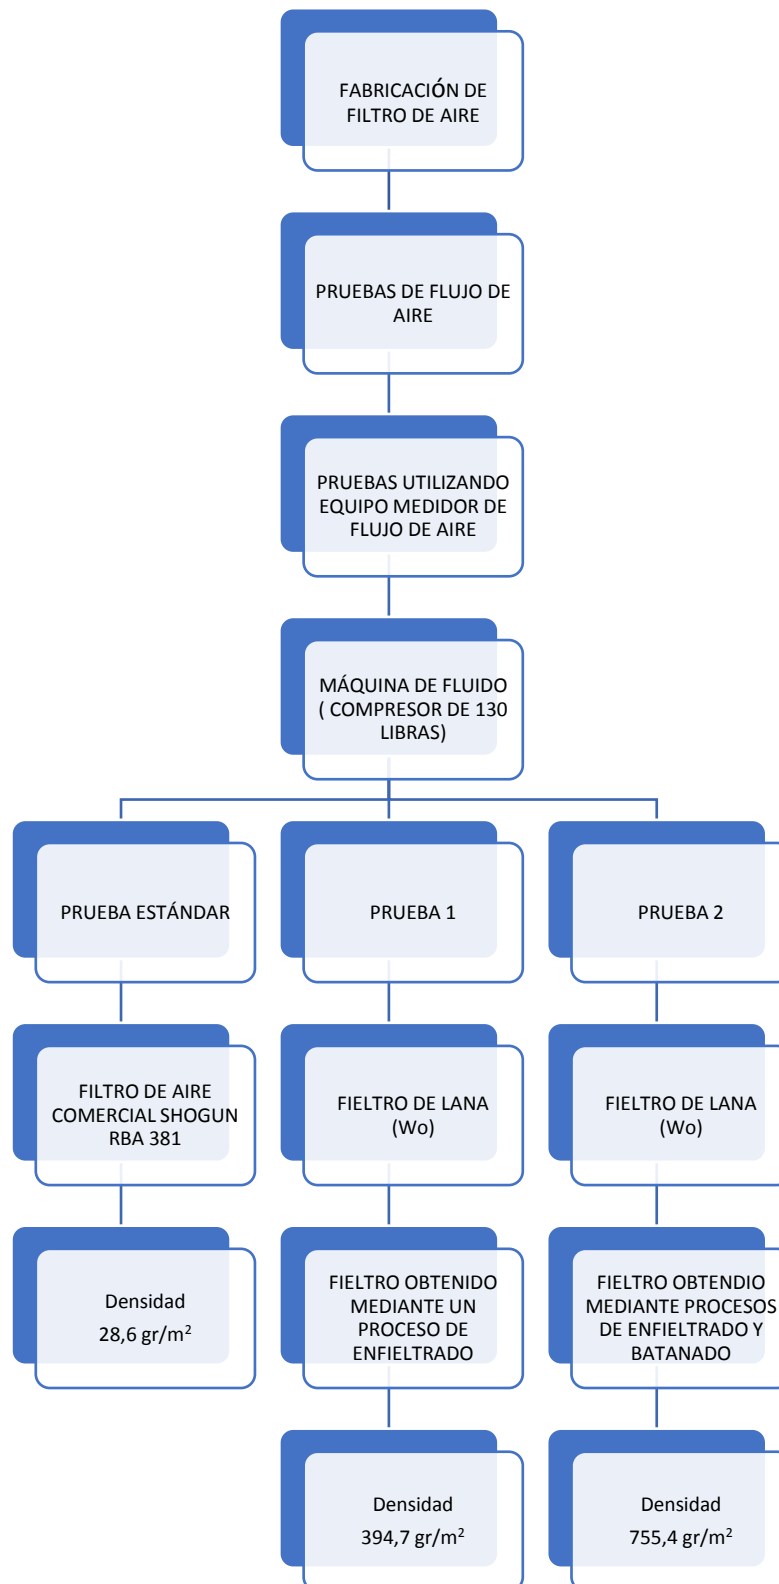 FABRICACIÓN DE
FILTRO DE AIRE
PRUEBAS DE FLUJO DE
AIRE
PRUEBAS UTILIZANDO
EQUIPO MEDIDOR DE
FLUJO DE AIRE
MÁQUINA DE FLUIDO
( COMPRESOR DE 130
LIBRAS)
PRUEBA ESTÁNDAR
FILTRO DE AIRE
COMERCIAL SHOGUN
RBA 381
Densidad
28,6 gr/m²
PRUEBA 1
FIELTRO DE LANA
(Wo)
FIELTRO OBTENIDO
MEDIANTE UN
PROCESO DE
ENFIELTRADO
Densidad
394,7 gr/m²
PRUEBA 2
FIELTRO DE LANA
(Wo)
FIELTRO OBTENDIO
MEDIANTE PROCESOS
DE ENFIELTRADO Y
BATANADO
Densidad
755,4 gr/m²